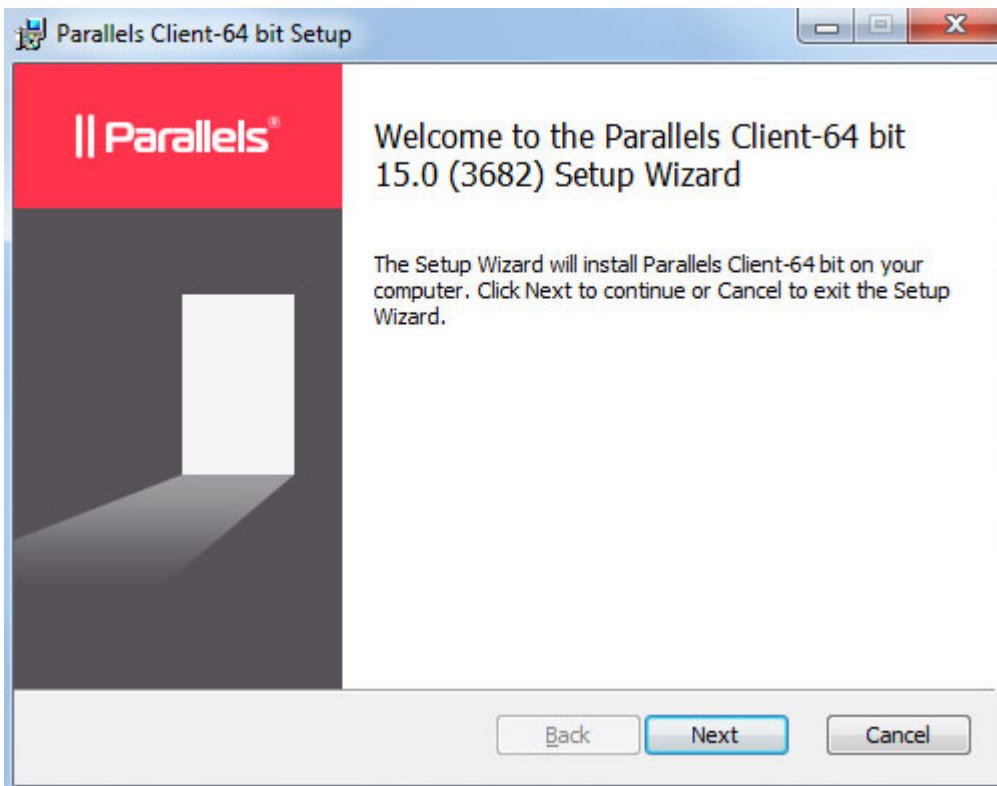 Parallels Client-64 bit Setup
|| Parallels®
Welcome to the Parallels Client-64 bit
15.0 (3682) Setup Wizard
The Setup Wizard will install Parallels Client-64 bit on your
computer. Click Next to continue or Cancel to exit the Setup
Wizard.
Back
Next
Cancel